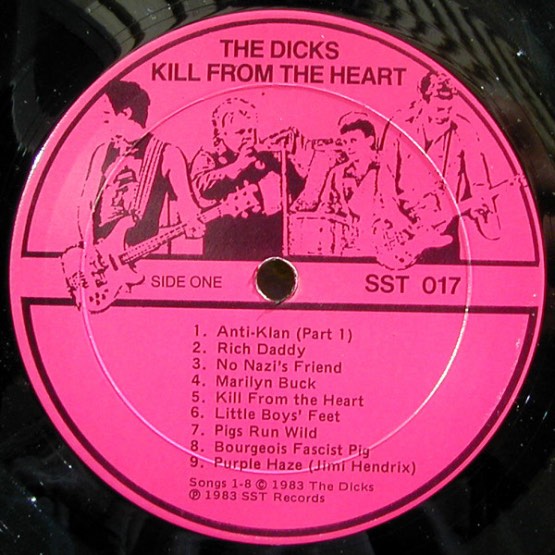 THE DICKS
KILL FROM THE HEART
SIDE ONE
SST 017
1. Anti-Klan (Part 1)
2. Rich Daddy
3. No Nazi's Friend
4. Marilyn Buck
5. Kill From the Heart
6. Little Boys' Feet
7. Pigs Run Wild
8. Bourgeois Fascist Pig
9. Purple Haze (Jimi Hendrix)
Songs 1-8 © 1983 The Dicks
℗ 1983 SST Records